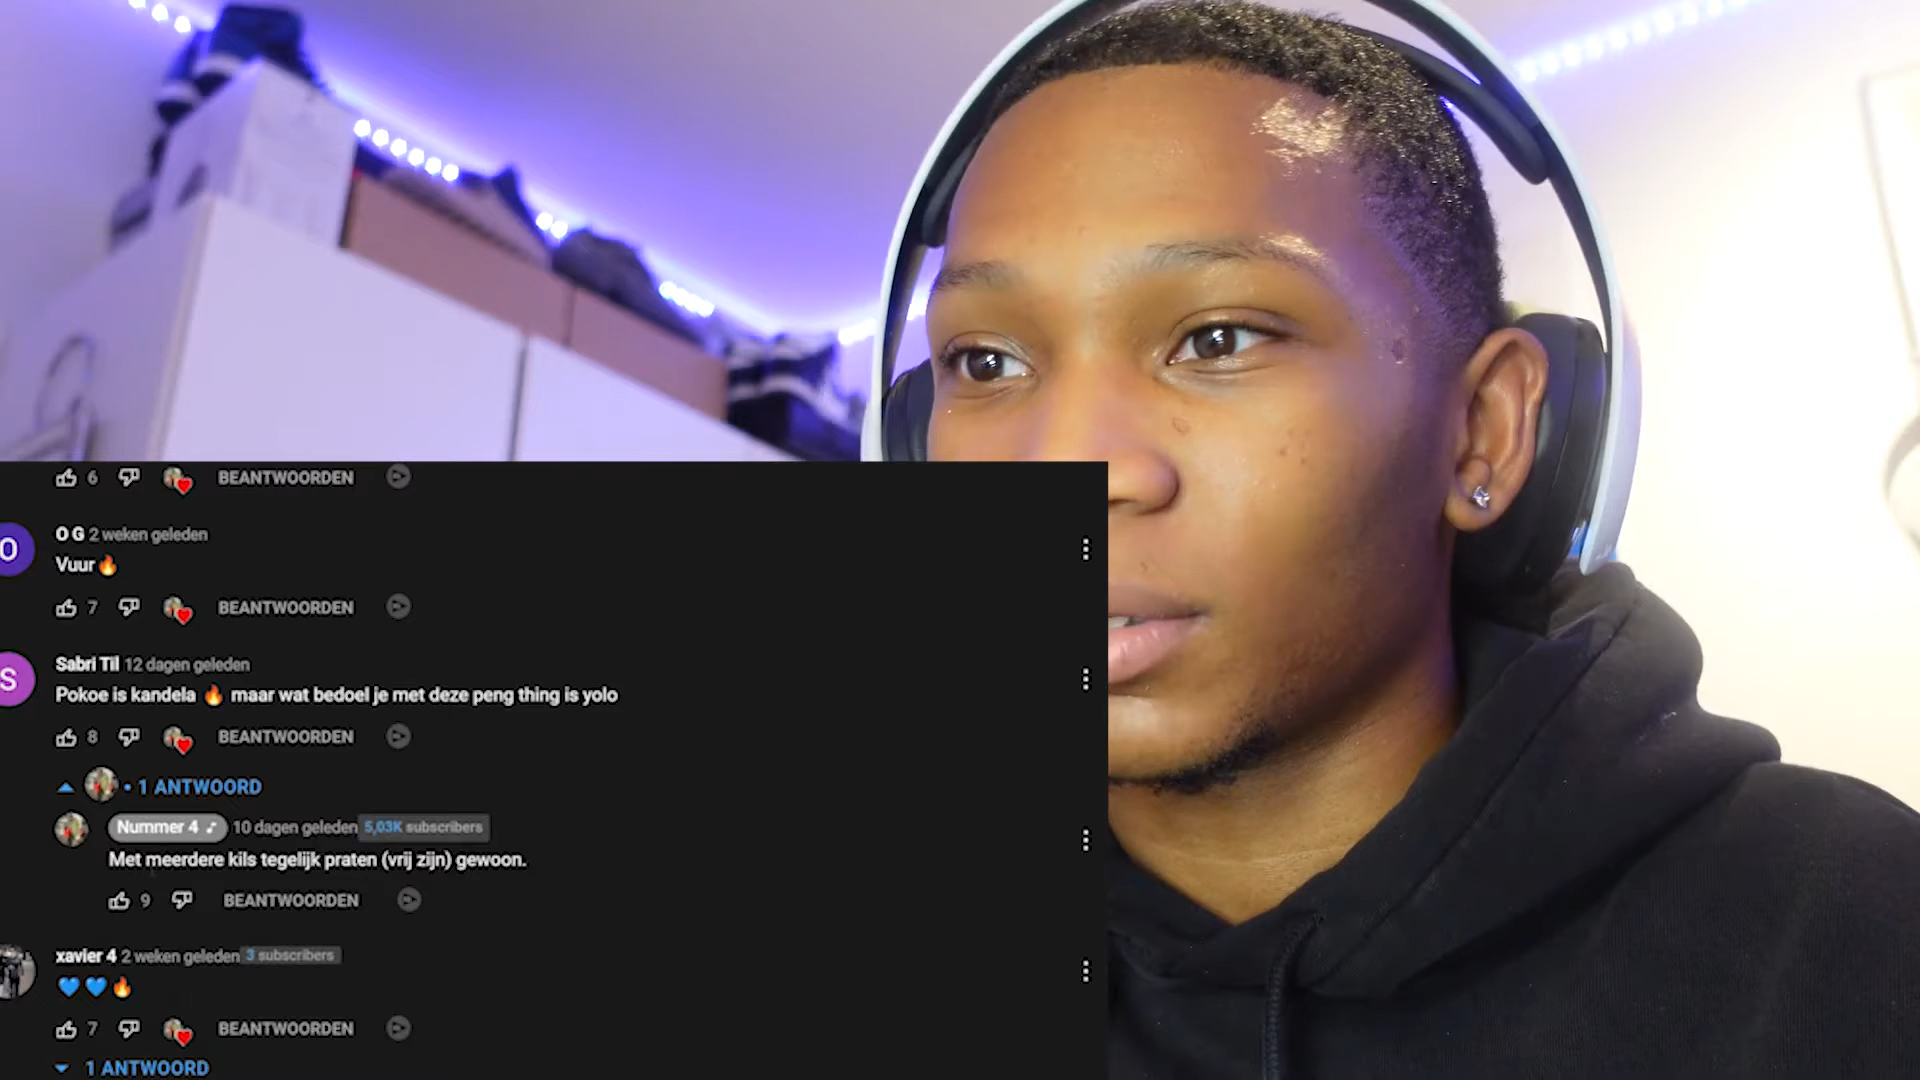 6 BEANTWOORDEN
O
O G 2 weken geleden
Vuur🔥
7 BEANTWOORDEN
S
Sabri Til 12 dagen geleden
Pokoe is kandela 🔥 maar wat bedoel je met deze peng thing is yolo
8 BEANTWOORDEN
• 1 ANTWOORD
Nummer 4 ♪ 10 dagen geleden 5,03K subscribers
Met meerdere kils tegelijk praten (vrij zijn) gewoon.
9 BEANTWOORDEN
xavier 4 2 weken geleden 3 subscribers
💙💙🔥
7 BEANTWOORDEN
1 ANTWOORD